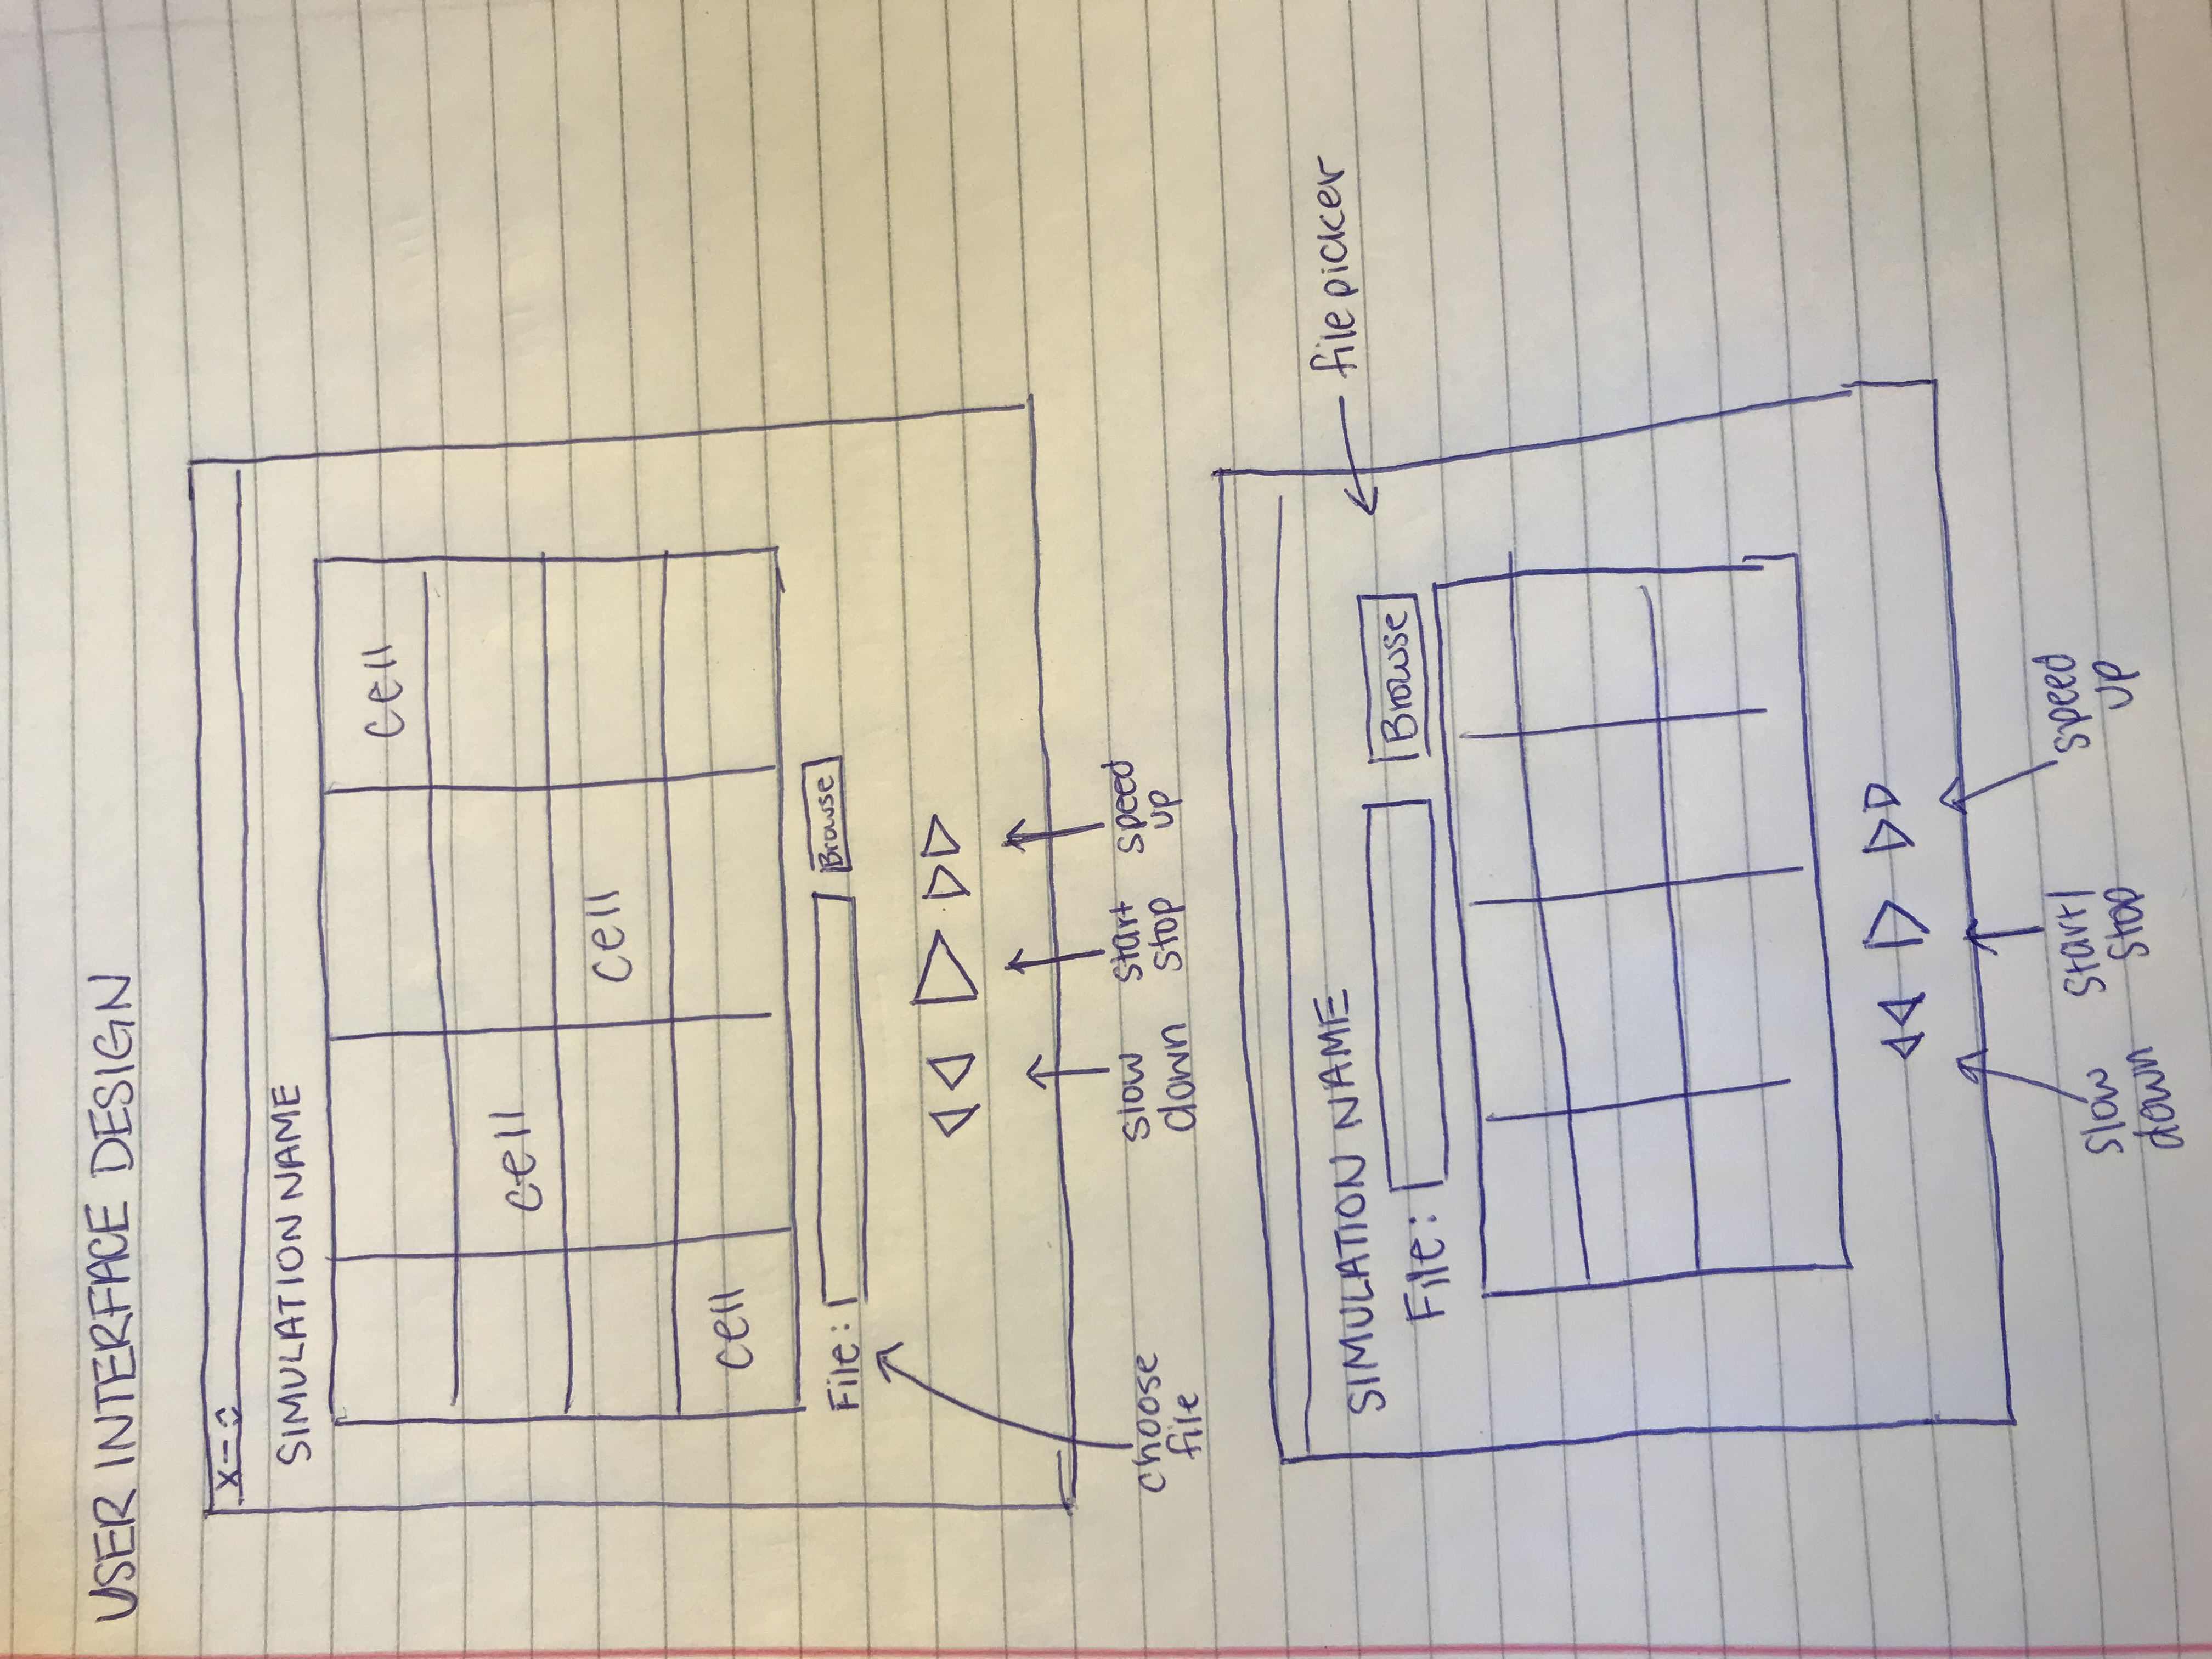 USER INTERFACE DESIGN
X - 
SIMULATION NAME
cell
cell
cell
cell
File: Browse
choose
file
slow
down
start
stop
speed
up
SIMULATION NAME
file picker
File: Browse
slow
down
start/
stop
speed
up